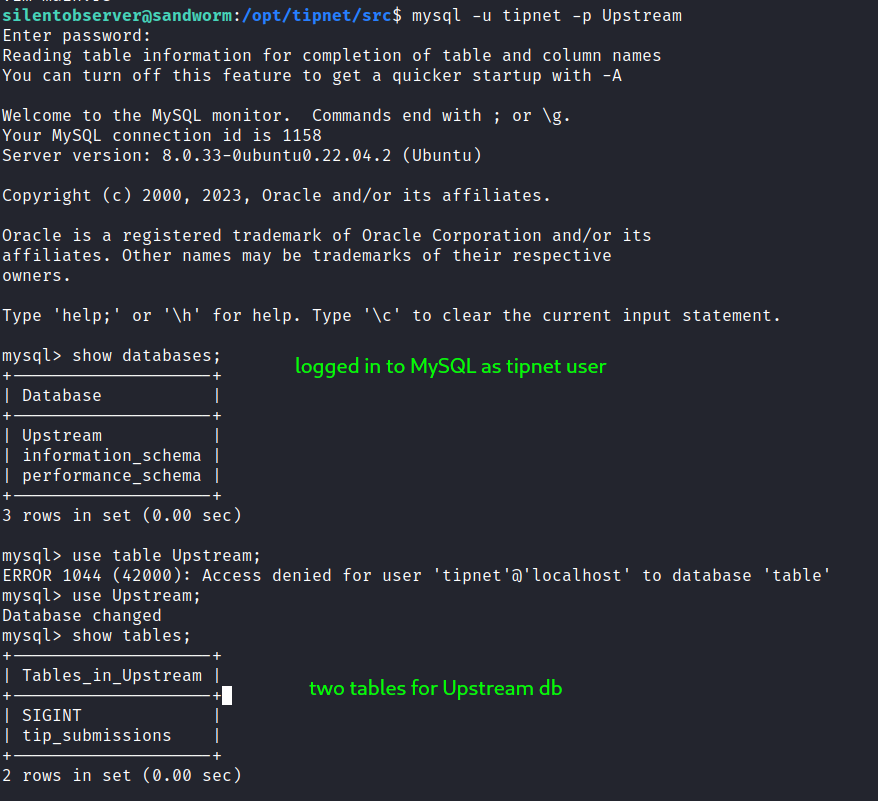 silentobserver@sandworm:/opt/tipnet/src$ mysql -u tipnet -p Upstream
Enter password:
Reading table information for completion of table and column names
You can turn off this feature to get a quicker startup with -A
Welcome to the MySQL monitor.  Commands end with ; or \g.
Your MySQL connection id is 1158
Server version: 8.0.33-0ubuntu0.22.04.2 (Ubuntu)
Copyright (c) 2000, 2023, Oracle and/or its affiliates.
Oracle is a registered trademark of Oracle Corporation and/or its
affiliates. Other names may be trademarks of their respective
owners.
Type 'help;' or '\h' for help. Type '\c' to clear the current input statement.
mysql> show databases;
logged in to MySQL as tipnet user
+--------------------+
| Database           |
+--------------------+
| Upstream           |
| information_schema |
| performance_schema |
+--------------------+
3 rows in set (0.00 sec)
mysql> use table Upstream;
ERROR 1044 (42000): Access denied for user 'tipnet'@'localhost' to database 'table'
mysql> use Upstream;
Database changed
mysql> show tables;
+--------------------+
| Tables_in_Upstream |
+--------------------+
two tables for Upstream db
| SIGINT             |
| tip_submissions    |
+--------------------+
2 rows in set (0.00 sec)